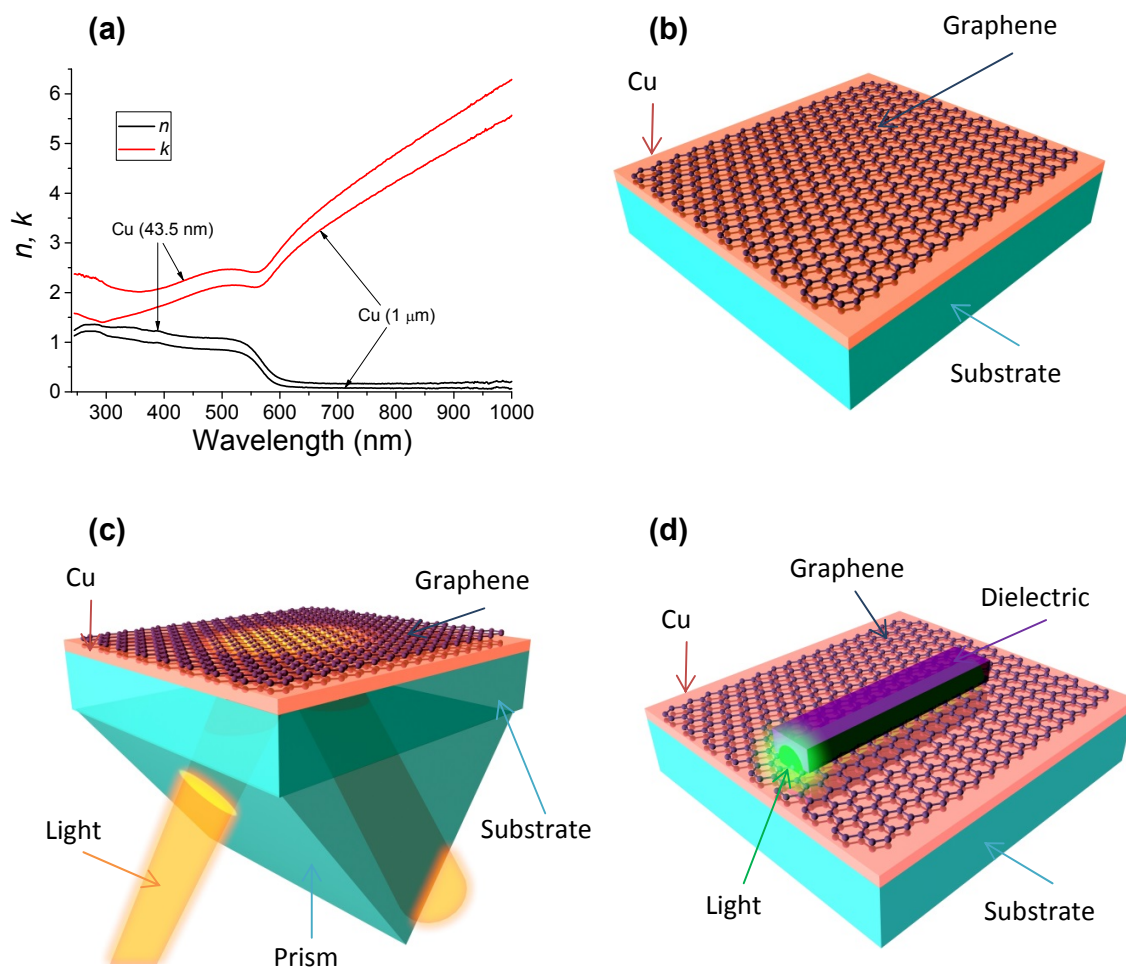 (a)
6
5
4
3
2
1
0
n, k
n
k
Cu (43.5 nm)
Cu (1 μm)
300 400 500 600 700 800 900 1000
Wavelength (nm)
(b)
Graphene
Cu
Substrate
(c)
Cu
Graphene
Light
Substrate
Prism
(d)
Graphene
Dielectric
Cu
Light
Substrate